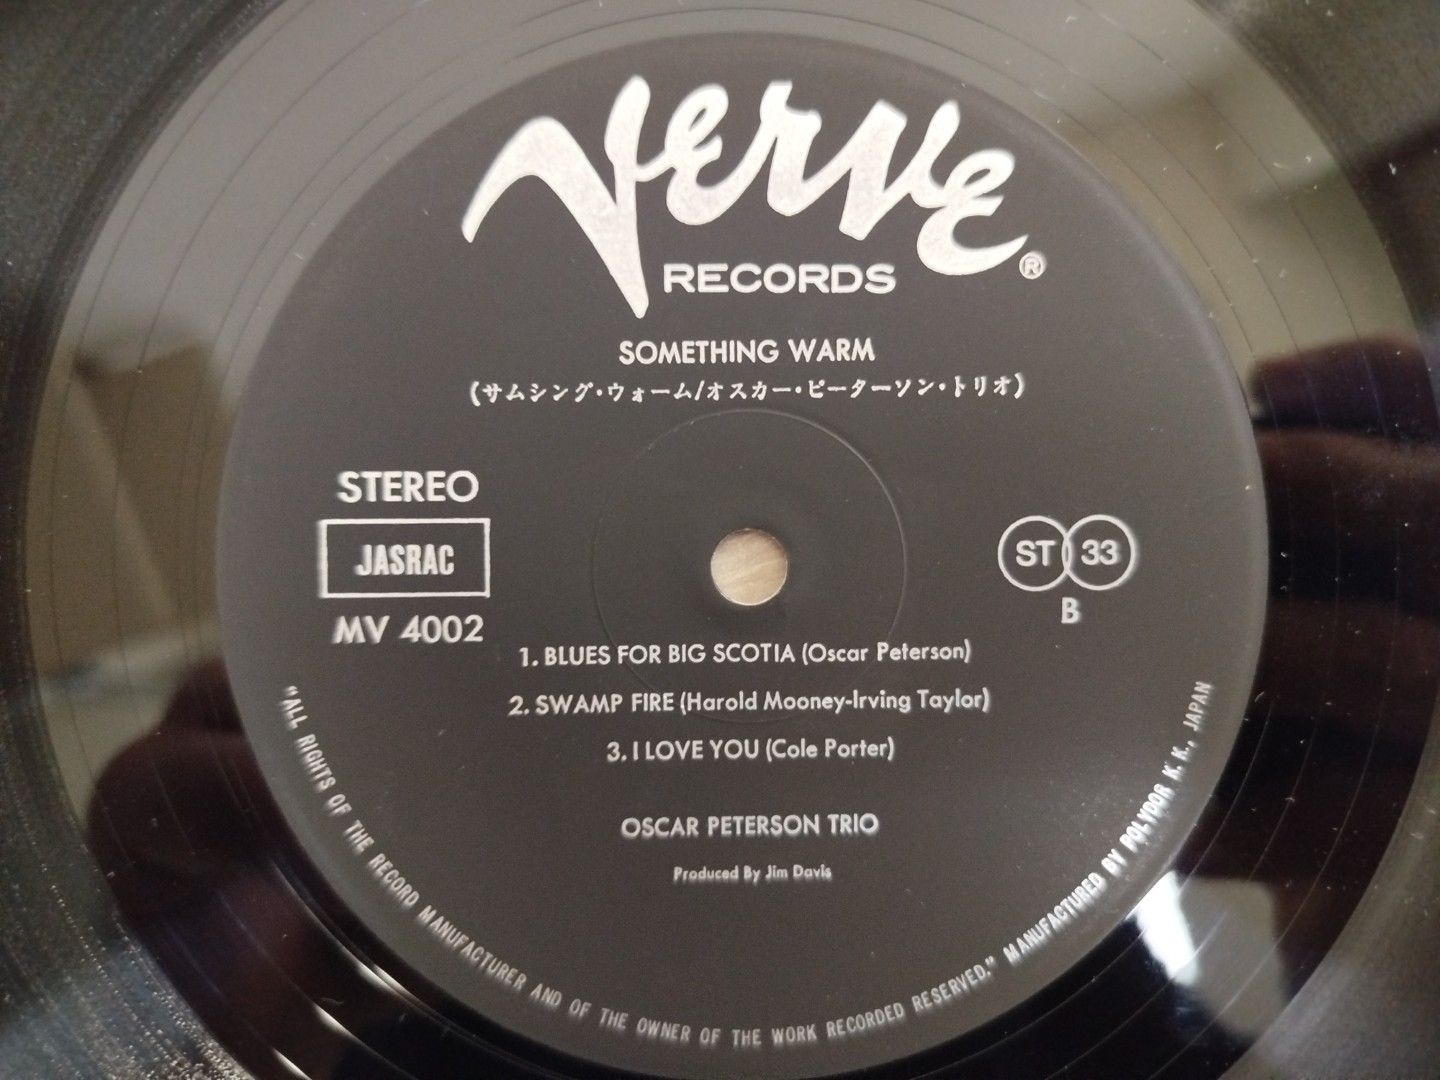 Verve
RECORDS
®
SOMETHING WARM
(サムシング・ウォーム/オスカー・ピーターソン・トリオ)
STEREO
JASRAC
MV 4002
ST 33
B
1. BLUES FOR BIG SCOTIA (Oscar Peterson)
2. SWAMP FIRE (Harold Mooney-Irving Taylor)
3. I LOVE YOU (Cole Porter)
OSCAR PETERSON TRIO
Produced By Jim Davis
"ALL RIGHTS OF THE RECORD MANUFACTURER AND OF THE OWNER OF THE WORK RECORDED RESERVED." MANUFACTURED BY POLYDOR K. K., JAPAN